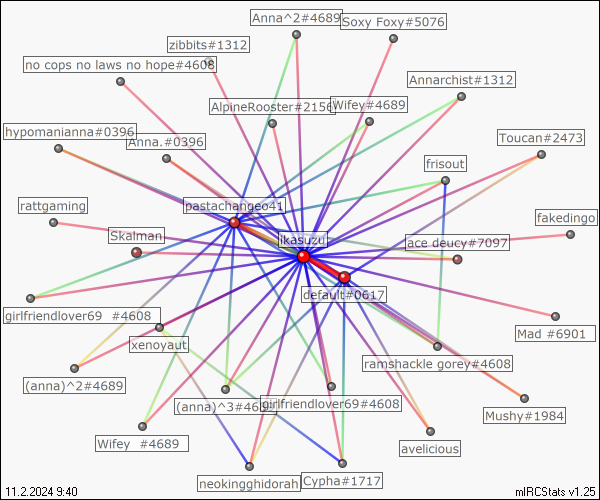 Anna^2#4689
Soxy Foxy#5076
zibbits#1312
no cops no laws no hope#4608
Annarchist#1312
AlpineRooster#2156
Wifey#4689
hypomanianna#0396
Anna.#0396
Toucan#2473
frisout
pastachangeo41
rattgaming
fakedingo
Skalman
ikasuzu
ace deucy#7097
default#0617
girlfriendlover69 #4608
Mad #6901
xenoyaut
ramshackle gorey#4608
(anna)^2#4689
(anna)^3#46
girlfriendlover69#4608
Mushy#1984
Wifey #4689
avelicious
neokingghidorah
Cypha#1717
11.2.2024 9:40
mIRCStats v1.25